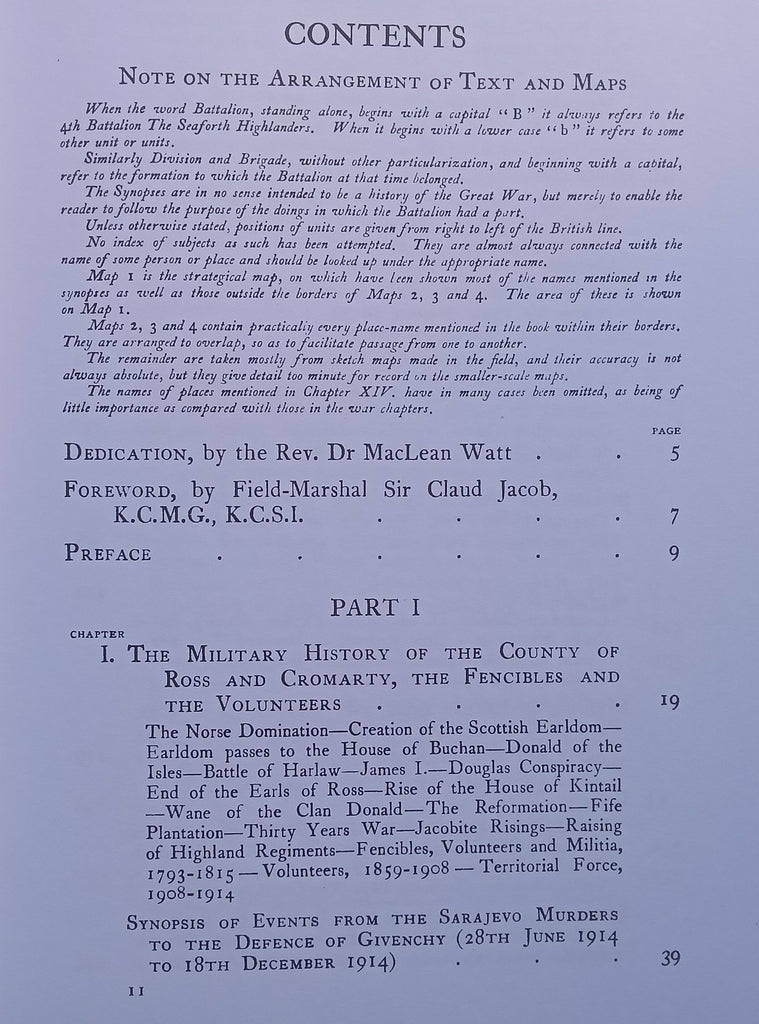 CONTENTS
NOTE ON THE ARRANGEMENT OF TEXT AND MAPS
When the word Battalion, standing alone, begins with a capital “B” it always refers to the
4th Battalion The Seaforth Highlanders. When it begins with a lower case “b” it refers to some
other unit or units.
Similarly Division and Brigade, without other particularization, and beginning with a capital,
refer to the formation to which the Battalion at that time belonged.
The Synopses are in no sense intended to be a history of the Great War, but merely to enable the
reader to follow the purpose of the doings in which the Battalion had a part.
Unless otherwise stated, positions of units are given from right to left of the British line.
No index of subjects as such has been attempted. They are almost always connected with the
name of some person or place and should be looked up under the appropriate name.
Map 1 is the strategical map, on which have been shown most of the names mentioned in the
synopses as well as those outside the borders of Maps 2, 3 and 4. The area of these is shown
on Map 1.
Maps 2, 3 and 4 contain practically every place-name mentioned in the book within their borders.
They are arranged to overlap, so as to facilitate passage from one to another.
The remainder are taken mostly from sketch maps made in the field, and their accuracy is not
always absolute, but they give detail too minute for record on the smaller-scale maps.
The names of places mentioned in Chapter XIV. have in many cases been omitted, as being of
little importance as compared with those in the war chapters.
PAGE
DEDICATION, by the Rev. Dr MacLean Watt . . 5
FOREWORD, by Field-Marshal Sir Claud Jacob,
K.C.M.G., K.C.S.I. . . . . 7
PREFACE . . . . . . 9
PART I
CHAPTER
I. THE MILITARY HISTORY OF THE COUNTY OF
ROSS AND CROMARTY, THE FENCIBLES AND
THE VOLUNTEERS . . . . 19
The Norse Domination—Creation of the Scottish Earldom—
Earldom passes to the House of Buchan—Donald of the
Isles—Battle of Harlaw—James I.—Douglas Conspiracy—
End of the Earls of Ross—Rise of the House of Kintail
—Wane of the Clan Donald—The Reformation—Fife
Plantation—Thirty Years War—Jacobite Risings—Raising
of Highland Regiments—Fencibles, Volunteers and Militia,
1793-1815—Volunteers, 1859-1908—Territorial Force,
1908-1914
SYNOPSIS OF EVENTS FROM THE SARAJEVO MURDERS
TO THE DEFENCE OF GIVENCHY (28TH JUNE 1914
TO 18TH DECEMBER 1914) . . . 39
11